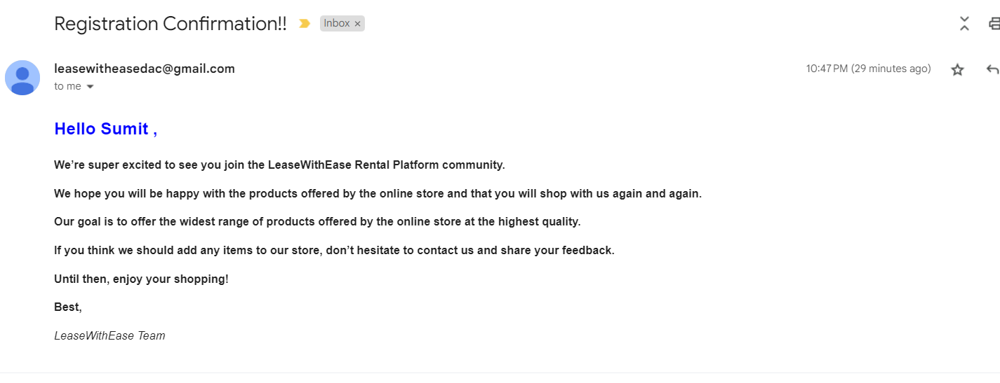 Registration Confirmation!! Inbox ×
leasewitheasedac@gmail.com 10:47 PM (29 minutes ago)
to me
Hello Sumit ,
We’re super excited to see you join the LeaseWithEase Rental Platform community.
We hope you will be happy with the products offered by the online store and that you will shop with us again and again.
Our goal is to offer the widest range of products offered by the online store at the highest quality.
If you think we should add any items to our store, don’t hesitate to contact us and share your feedback.
Until then, enjoy your shopping!
Best,
LeaseWithEase Team